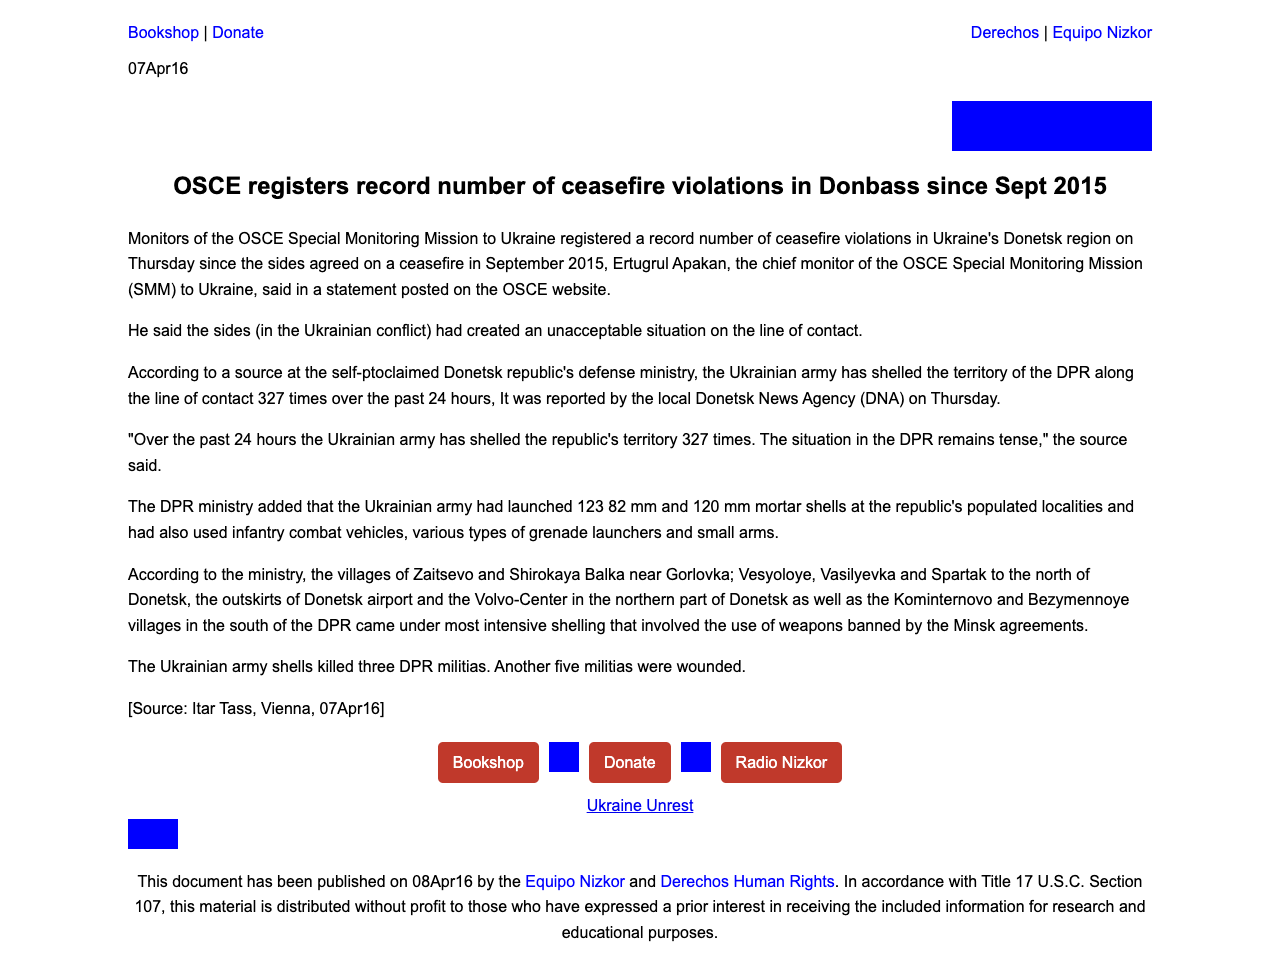 Bookshop | Donate
Derechos | Equipo Nizkor
07Apr16
OSCE registers record number of ceasefire violations in Donbass since Sept 2015
Monitors of the OSCE Special Monitoring Mission to Ukraine registered a record number of ceasefire violations in Ukraine's Donetsk region on
Thursday since the sides agreed on a ceasefire in September 2015, Ertugrul Apakan, the chief monitor of the OSCE Special Monitoring Mission
(SMM) to Ukraine, said in a statement posted on the OSCE website.
He said the sides (in the Ukrainian conflict) had created an unacceptable situation on the line of contact.
According to a source at the self-ptoclaimed Donetsk republic's defense ministry, the Ukrainian army has shelled the territory of the DPR along
the line of contact 327 times over the past 24 hours, It was reported by the local Donetsk News Agency (DNA) on Thursday.
"Over the past 24 hours the Ukrainian army has shelled the republic's territory 327 times. The situation in the DPR remains tense," the source
said.
The DPR ministry added that the Ukrainian army had launched 123 82 mm and 120 mm mortar shells at the republic's populated localities and
had also used infantry combat vehicles, various types of grenade launchers and small arms.
According to the ministry, the villages of Zaitsevo and Shirokaya Balka near Gorlovka; Vesyoloye, Vasilyevka and Spartak to the north of
Donetsk, the outskirts of Donetsk airport and the Volvo-Center in the northern part of Donetsk as well as the Kominternovo and Bezymennoye
villages in the south of the DPR came under most intensive shelling that involved the use of weapons banned by the Minsk agreements.
The Ukrainian army shells killed three DPR militias. Another five militias were wounded.
[Source: Itar Tass, Vienna, 07Apr16]
Bookshop Donate Radio Nizkor
Ukraine Unrest
This document has been published on 08Apr16 by the Equipo Nizkor and Derechos Human Rights. In accordance with Title 17 U.S.C. Section
107, this material is distributed without profit to those who have expressed a prior interest in receiving the included information for research and
educational purposes.